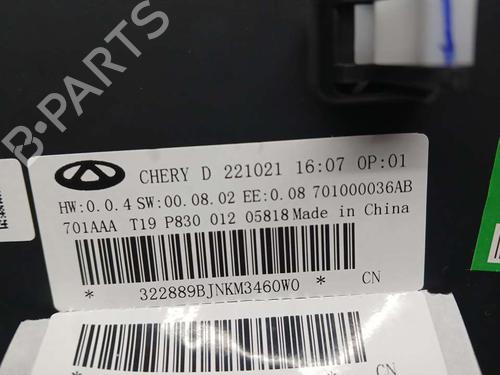 B-PARTS
CHERY D 221021 16:07 OP:01
HW:0.0.4 SW:00.08.02 EE:0.08 701000036AB
701AAA T19 P830 012 05818 Made in China
* 322889BJNKM3460W0 * CN
* * CN